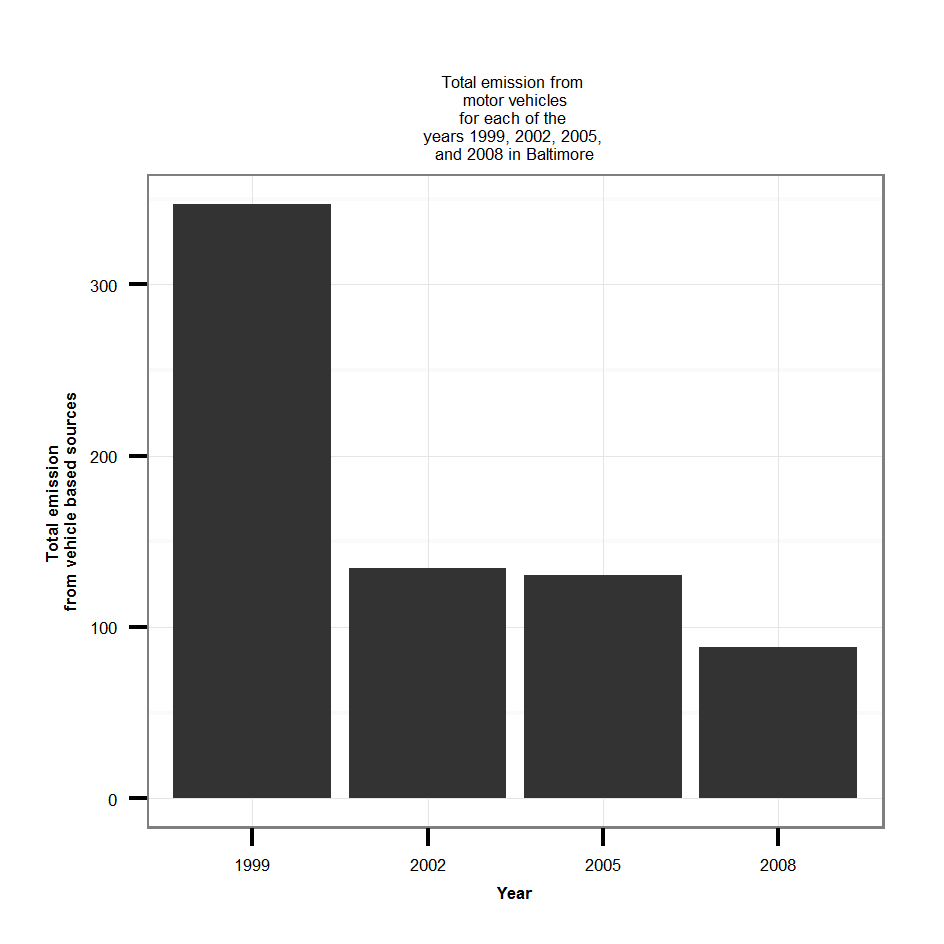 Total emission from
motor vehicles
for each of the
years 1999, 2002, 2005,
and 2008 in Baltimore
Total emission
from vehicle based sources
300
200
100
0
1999
2002
2005
2008
Year